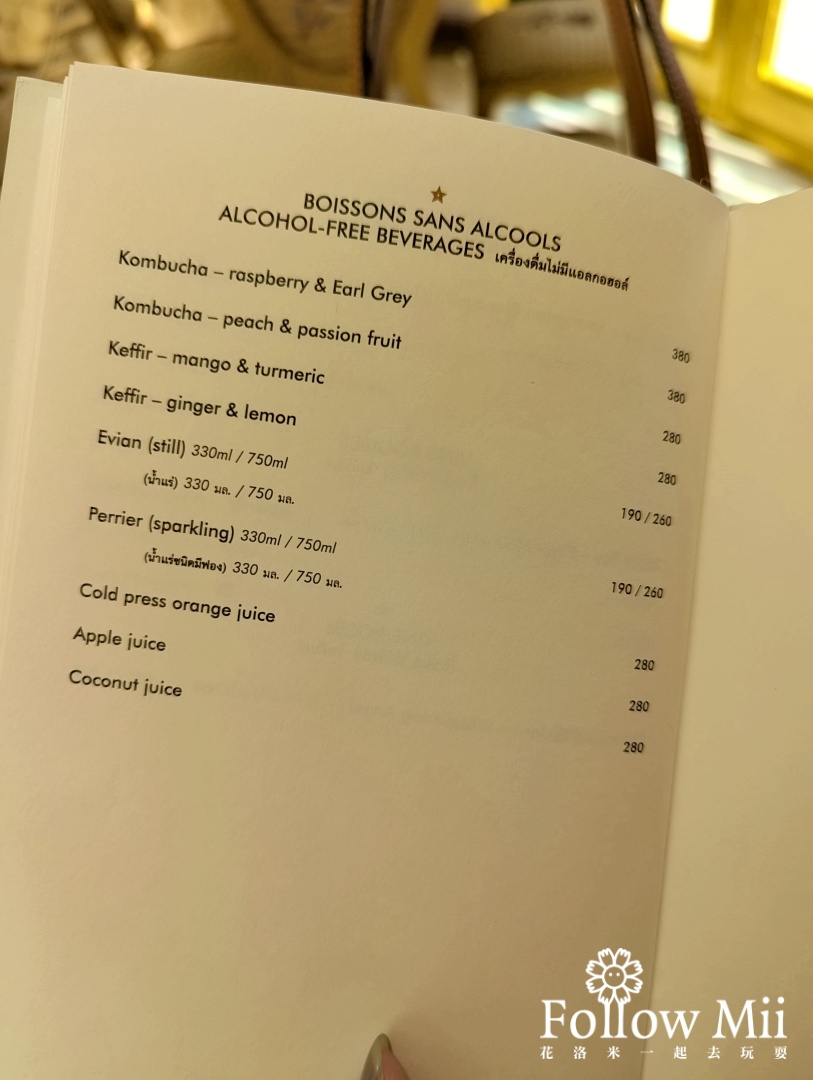 BOISSONS SANS ALCOOLS
ALCOHOL-FREE BEVERAGES เครื่องดื่มไม่มีแอลกอฮอล์
Kombucha – raspberry & Earl Grey 380
Kombucha – peach & passion fruit 380
Keffir – mango & turmeric 280
Keffir – ginger & lemon 280
Evian (still) 330ml / 750ml 190 / 260
(น้ำแร่) 330 มล. / 750 มล.
Perrier (sparkling) 330ml / 750ml 190 / 260
(น้ำแร่ชนิดมีฟอง) 330 มล. / 750 มล.
Cold press orange juice 280
Apple juice 280
Coconut juice 280
Follow Mii
花洛米一起去玩耍